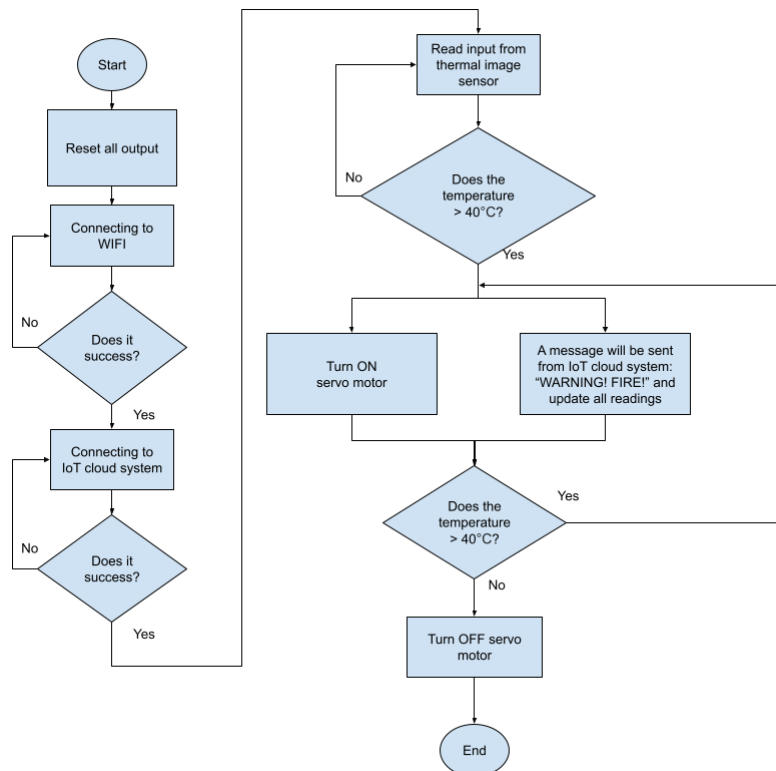 Start
Reset all output
Connecting to
WIFI
No
Does it
success?
Yes
Connecting to
IoT cloud system
No
Does it
success?
Yes
Read input from
thermal image
sensor
No
Does the
temperature
> 40°C?
Yes
Turn ON
servo motor
A message will be sent
from IoT cloud system:
“WARNING! FIRE!” and
update all readings
Does the
temperature
> 40°C?
Yes
No
Turn OFF servo
motor
End